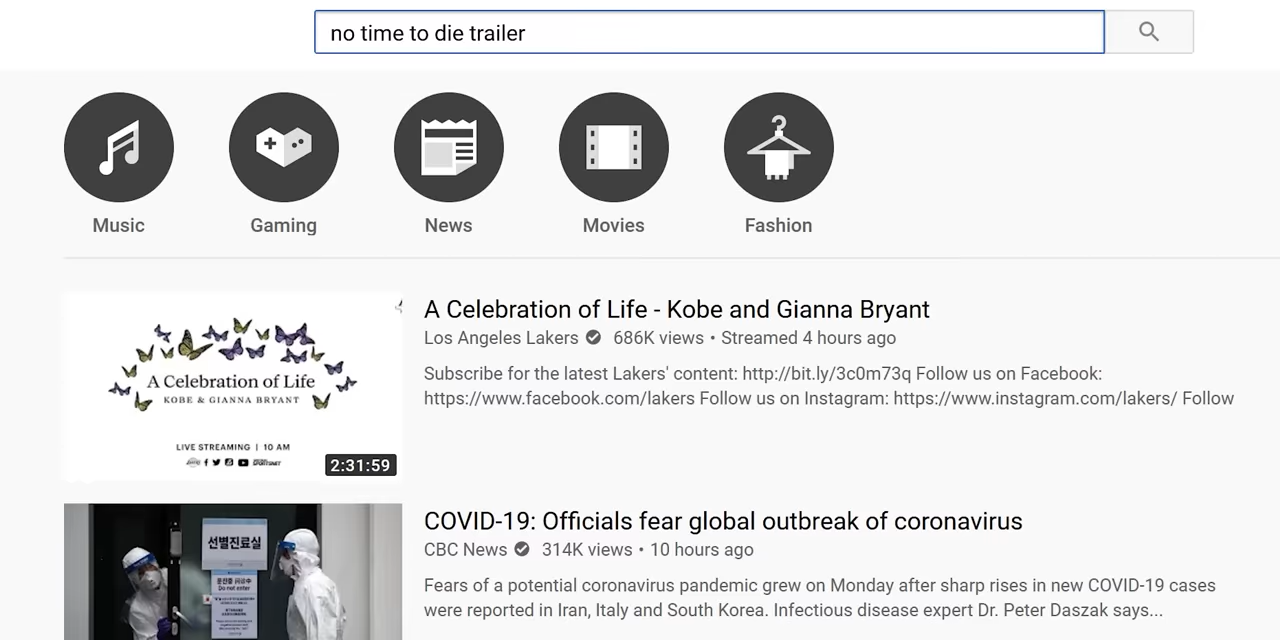 no time to die trailer
Music
Gaming
News
Movies
Fashion
A Celebration of Life
KOBE & GIANNA BRYANT
LIVE STREAMING | 10 AM
2:31:59
A Celebration of Life - Kobe and Gianna Bryant
Los Angeles Lakers 686K views • Streamed 4 hours ago
Subscribe for the latest Lakers' content: http://bit.ly/3c0m73q Follow us on Facebook:
https://www.facebook.com/lakers Follow us on Instagram: https://www.instagram.com/lakers/ Follow
선별진료실
Do not enter
COVID-19: Officials fear global outbreak of coronavirus
CBC News 314K views • 10 hours ago
Fears of a potential coronavirus pandemic grew on Monday after sharp rises in new COVID-19 cases
were reported in Iran, Italy and South Korea. Infectious disease expert Dr. Peter Daszak says...